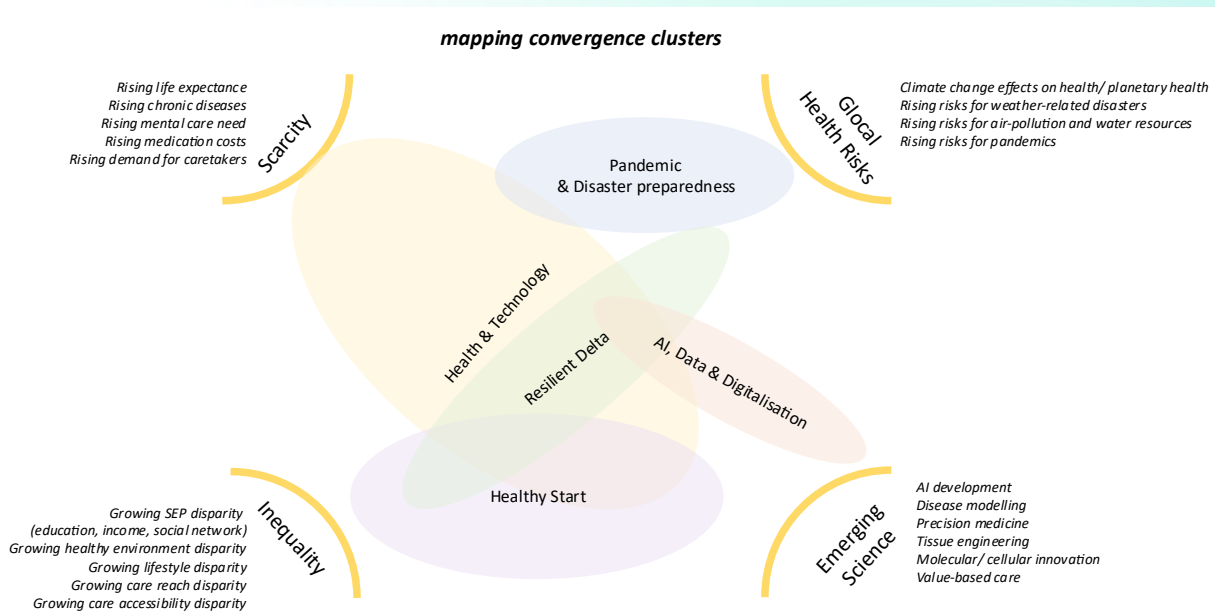 mapping convergence clusters
Rising life expectance
Rising chronic diseases
Rising mental care need
Rising medication costs
Rising demand for caretakers
Scarcity
Glocal
Health Risks
Climate change effects on health/ planetary health
Rising risks for weather-related disasters
Rising risks for air-pollution and water resources
Rising risks for pandemics
Pandemic
& Disaster preparedness
Health & Technology
Resilient Delta
AI, Data & Digitalisation
Healthy Start
Growing SEP disparity
(education, income, social network)
Growing healthy environment disparity
Growing lifestyle disparity
Growing care reach disparity
Growing care accessibility disparity
Inequality
Emerging
Science
AI development
Disease modelling
Precision medicine
Tissue engineering
Molecular/ cellular innovation
Value-based care